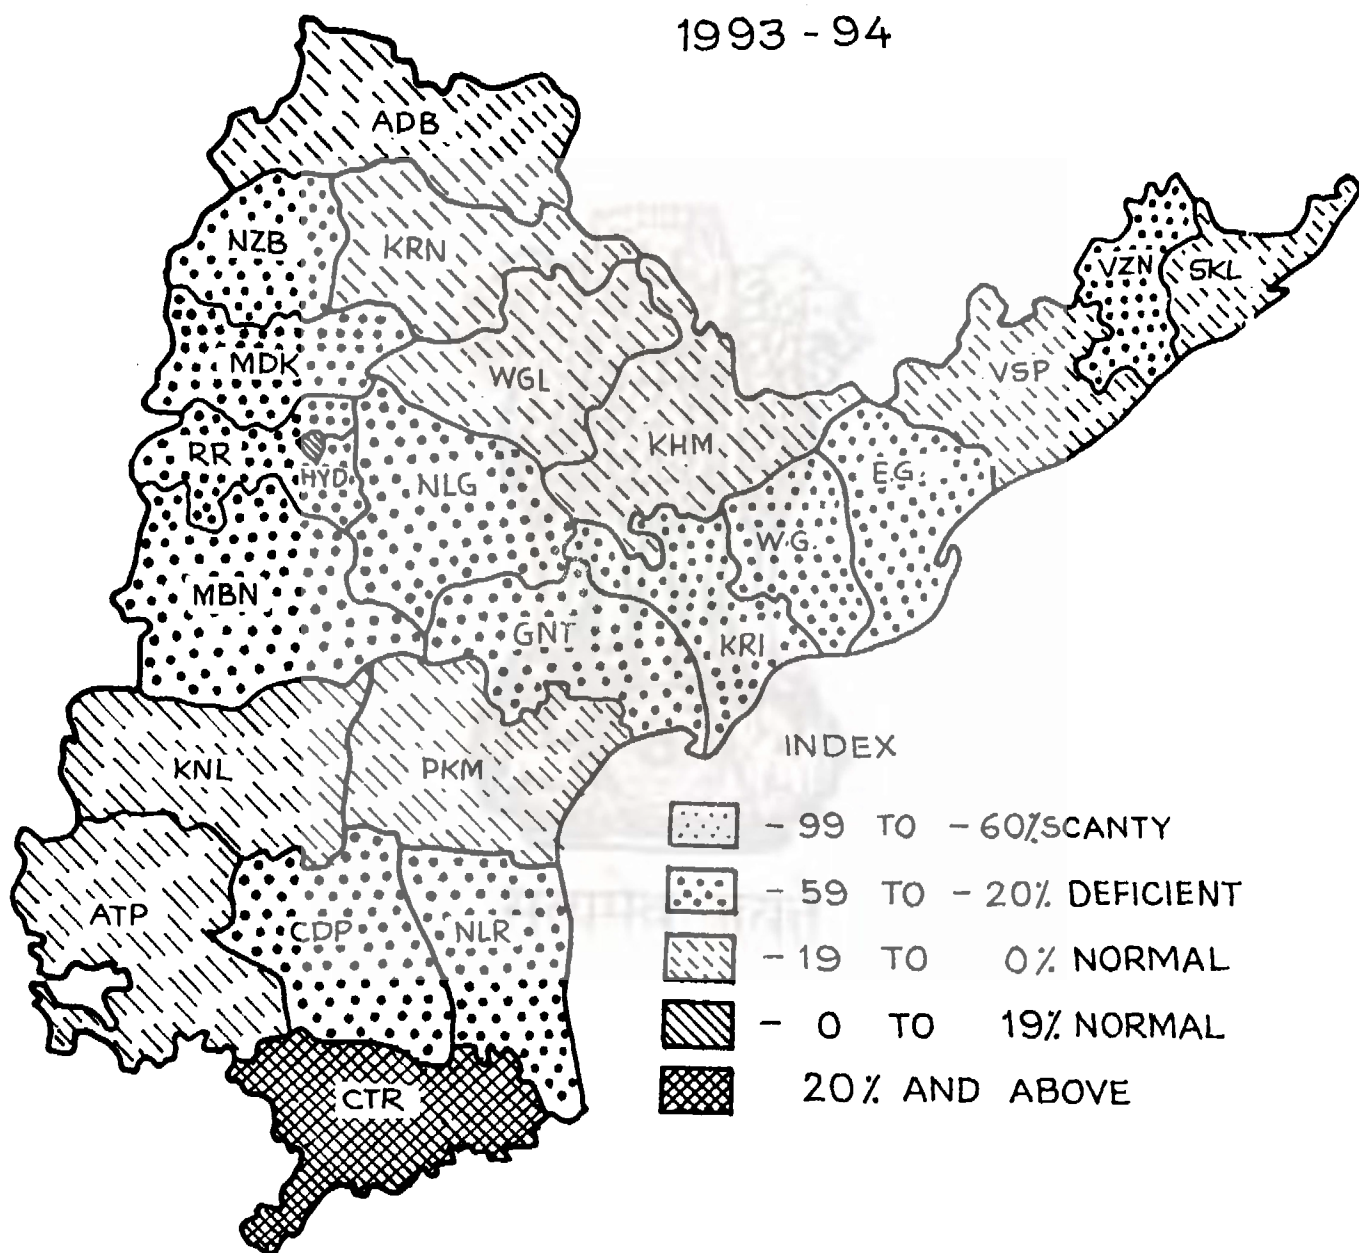 1993 - 94
ADB
NZB
KRN
VZN
SKL
MDK
WGL
VSP
RR
HYD.
NLG
KHM
E.G.
W.G.
MBN
GNT
KRI
INDEX
KNL
PKM
- 99 TO - 60% SCANTY
- 59 TO - 20% DEFICIENT
ATP
CDP
NLR
- 19 TO 0% NORMAL
- 0 TO 19% NORMAL
CTR
20% AND ABOVE